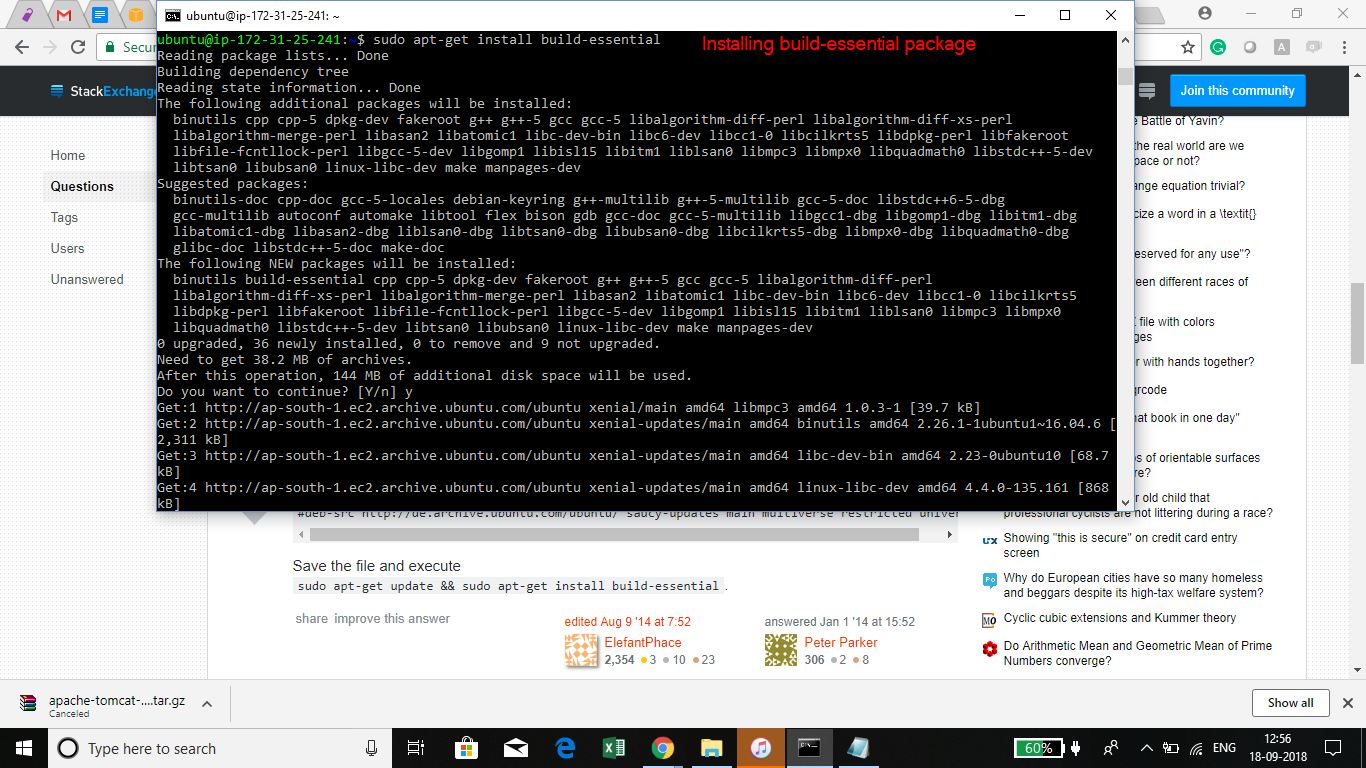 ubuntu@ip-172-31-25-241: ~
ubuntu@ip-172-31-25-241:~$ sudo apt-get install build-essential
Installing build-essential package
Reading package lists... Done
Building dependency tree
Reading state information... Done
The following additional packages will be installed:
binutils cpp cpp-5 dpkg-dev fakeroot g++ g++-5 gcc gcc-5 libalgorithm-diff-perl libalgorithm-diff-xs-perl
libalgorithm-merge-perl libasan2 libatomic1 libc-dev-bin libc6-dev libcc1-0 libcilkrts5 libdpkg-perl libfakeroot
libfile-fcntllock-perl libgcc-5-dev libgomp1 libisl15 libitm1 liblsan0 libmpc3 libmpx0 libquadmath0 libstdc++-5-dev
libtsan0 libubsan0 linux-libc-dev make manpages-dev
Suggested packages:
binutils-doc cpp-doc gcc-5-locales debian-keyring g++-multilib g++-5-multilib gcc-5-doc libstdc++6-5-dbg
gcc-multilib autoconf automake libtool flex bison gdb gcc-doc gcc-5-multilib libgcc1-dbg libgomp1-dbg libitm1-dbg
libatomic1-dbg libasan2-dbg liblsan0-dbg libtsan0-dbg libubsan0-dbg libcilkrts5-dbg libmpx0-dbg libquadmath0-dbg
glibc-doc libstdc++-5-doc make-doc
The following NEW packages will be installed:
binutils build-essential cpp cpp-5 dpkg-dev fakeroot g++ g++-5 gcc gcc-5 libalgorithm-diff-perl
libalgorithm-diff-xs-perl libalgorithm-merge-perl libasan2 libatomic1 libc-dev-bin libc6-dev libcc1-0 libcilkrts5
libdpkg-perl libfakeroot libfile-fcntllock-perl libgcc-5-dev libgomp1 libisl15 libitm1 liblsan0 libmpc3 libmpx0
libquadmath0 libstdc++-5-dev libtsan0 libubsan0 linux-libc-dev make manpages-dev
0 upgraded, 36 newly installed, 0 to remove and 9 not upgraded.
Need to get 38.2 MB of archives.
After this operation, 144 MB of additional disk space will be used.
Do you want to continue? [Y/n] y
Get:1 http://ap-south-1.ec2.archive.ubuntu.com/ubuntu xenial/main amd64 libmpc3 amd64 1.0.3-1 [39.7 kB]
Get:2 http://ap-south-1.ec2.archive.ubuntu.com/ubuntu xenial-updates/main amd64 binutils amd64 2.26.1-1ubuntu1~16.04.6 [
2,311 kB]
Get:3 http://ap-south-1.ec2.archive.ubuntu.com/ubuntu xenial-updates/main amd64 libc-dev-bin amd64 2.23-0ubuntu10 [68.7
kB]
Get:4 http://ap-south-1.ec2.archive.ubuntu.com/ubuntu xenial-updates/main amd64 linux-libc-dev amd64 4.4.0-135.161 [868
kB]
Secur
StackExchang
Join this community
Home
Questions
Tags
Users
Unanswered
Battle of Yavin?
the real world are we
pace or not?
ange equation trivial?
cize a word in a \textit{}
eserved for any use"?
een different races of
file with colors
ges
r with hands together?
rcode
at book in one day"
s of orientable surfaces
re?
r old child that
professional cyclists are not littering during a race?
Showing "this is secure" on credit card entry
screen
Why do European cities have so many homeless
and beggars despite its high-tax welfare system?
Cyclic cubic extensions and Kummer theory
Do Arithmetic Mean and Geometric Mean of Prime
Numbers converge?
#deb-src http://de.archive.ubuntu.com/ubuntu/ saucy-updates main multiverse restricted univer
Save the file and execute
sudo apt-get update && sudo apt-get install build-essential .
share improve this answer
edited Aug 9 '14 at 7:52
ElefantPhace
2,354 3 10 23
answered Jan 1 '14 at 15:52
Peter Parker
306 2 8
apache-tomcat-....tar.gz
Canceled
Show all
Type here to search
60%
ENG
12:56
18-09-2018